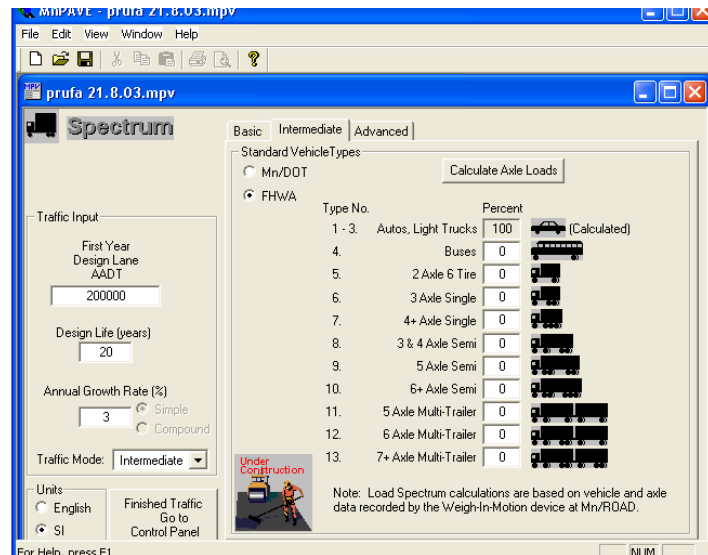 MnPAVE - prufa 21.8.03.mpv
File Edit View Window Help
prufa 21.8.03.mpv
Spectrum
Basic Intermediate Advanced
Standard VehicleTypes
Mn/DOT
Calculate Axle Loads
FHWA
Type No. Percent
1 - 3. Autos, Light Trucks 100 (Calculated)
4. Buses 0
5. 2 Axle 6 Tire 0
6. 3 Axle Single 0
7. 4+ Axle Single 0
8. 3 & 4 Axle Semi 0
9. 5 Axle Semi 0
10. 6+ Axle Semi 0
11. 5 Axle Multi-Trailer 0
12. 6 Axle Multi-Trailer 0
13. 7+ Axle Multi-Trailer 0
Note: Load Spectrum calculations are based on vehicle and axle
data recorded by the Weigh-In-Motion device at Mn/ROAD.
Traffic Input
First Year
Design Lane
AADT
200000
Design Life (years)
20
Annual Growth Rate (%)
3
Simple
Compound
Traffic Mode: Intermediate
Under
Construction
Units
English
SI
Finished Traffic
Go to
Control Panel
For Help, press F1
NUM